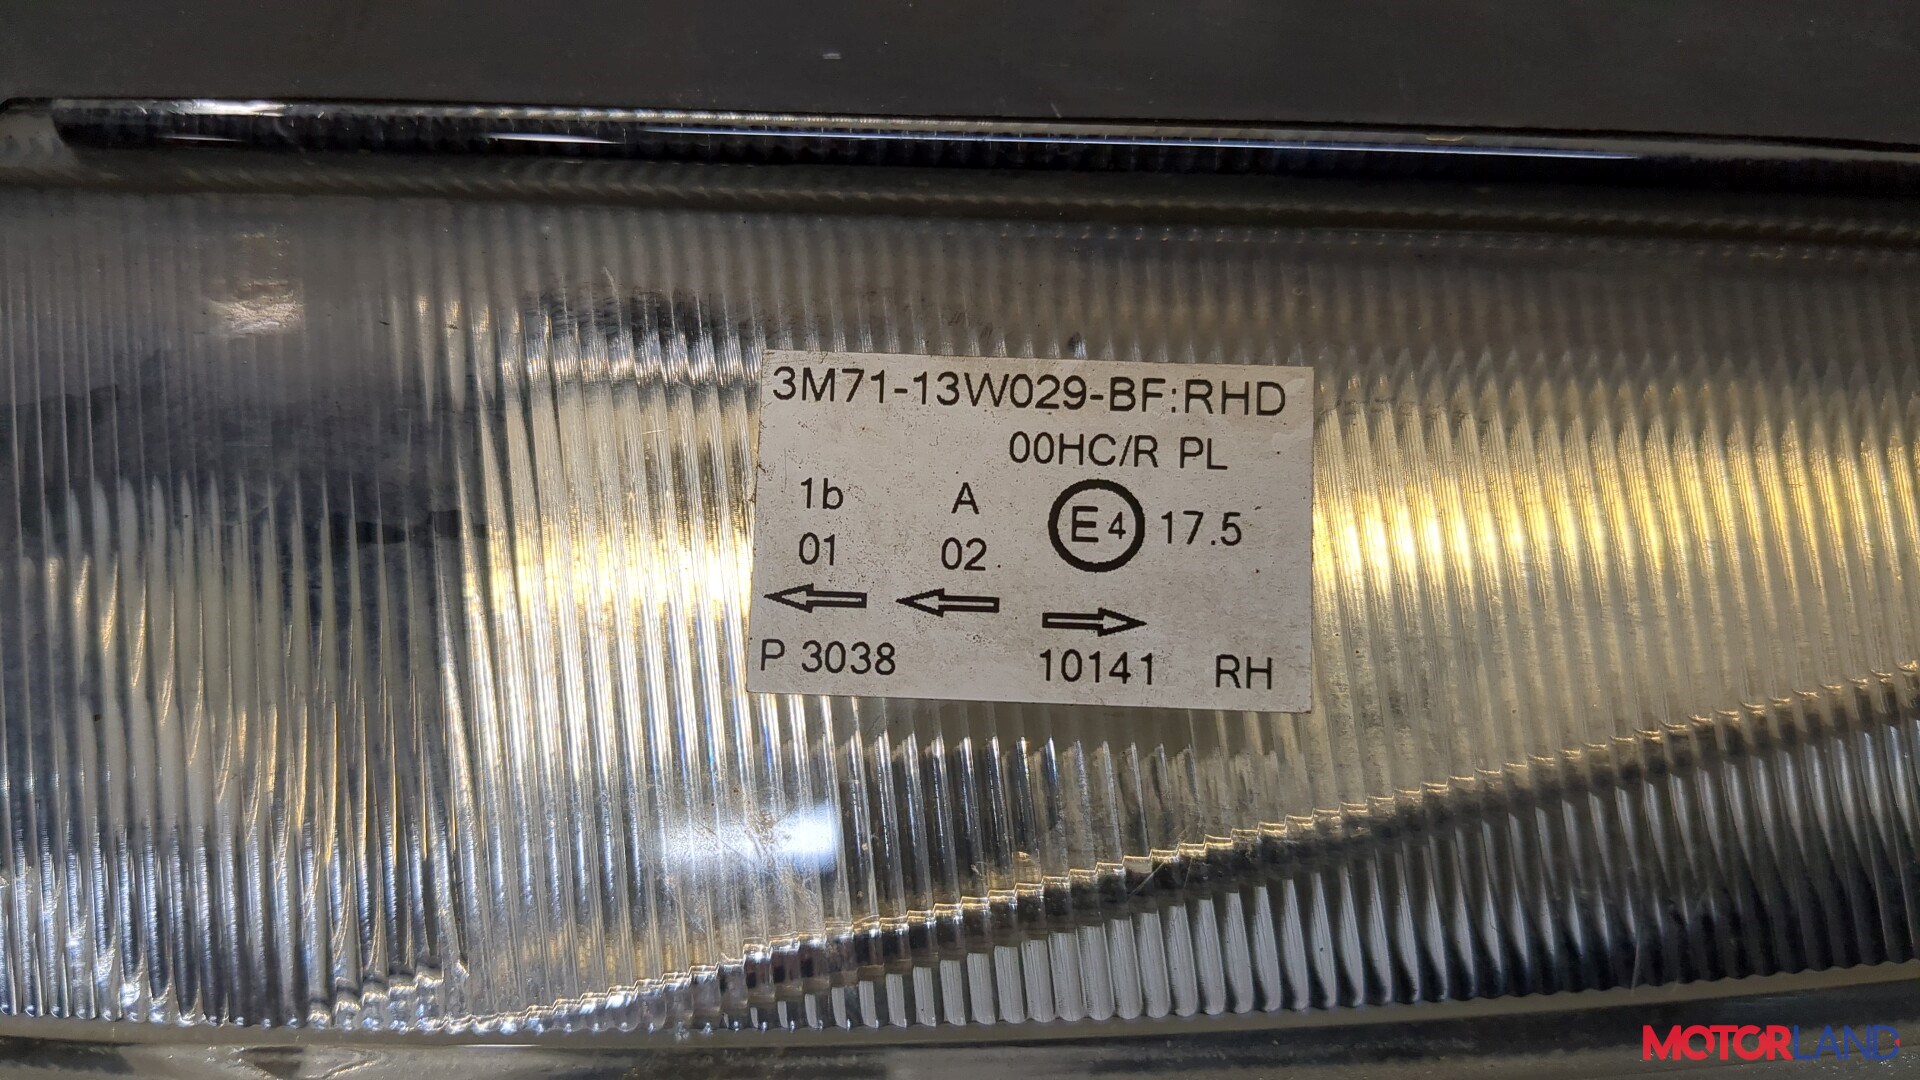 3M71-13W029-BF:RHD
00HC/R PL
1b A E4 17.5
01 02
P 3038 10141 RH
MOTORLAND